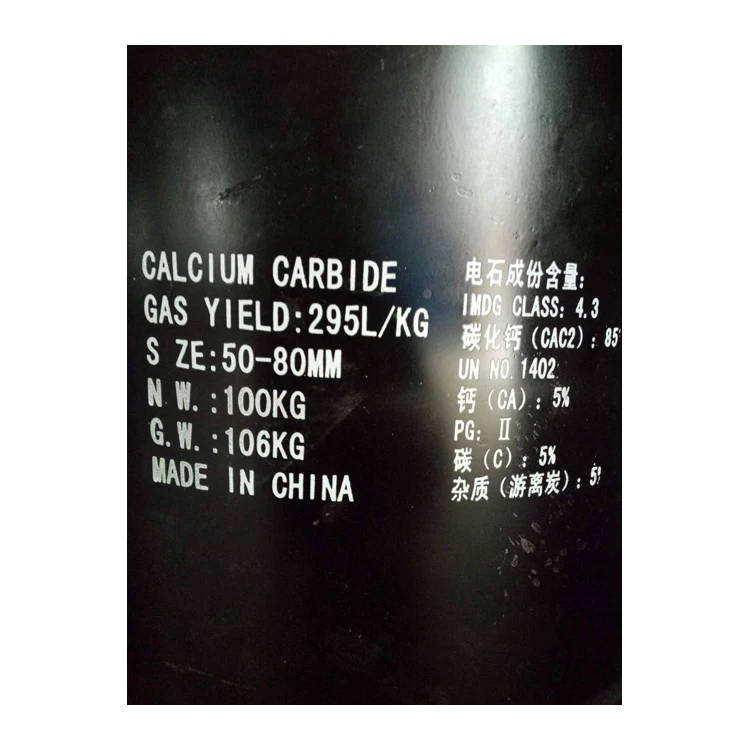 CALCIUM CARBIDE
GAS YIELD:295L/KG
S ZE:50-80MM
N W.:100KG
G.W.:106KG
MADE IN CHINA
电石成份含量:
IMDG CLASS: 4.3
碳化钙 (CAC2): 85%
UN NO.1402
钙 (CA): 5%
PG: Ⅱ
碳 (C): 5%
杂质 (游离炭): 5%